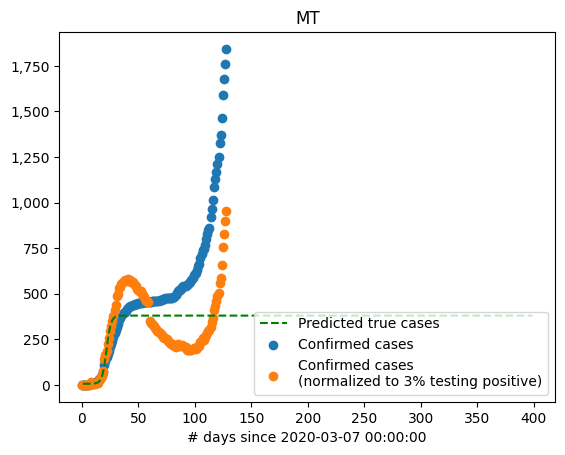 MT
1,750
1,500
1,250
1,000
750
500
250
0
Predicted true cases
Confirmed cases
Confirmed cases
(normalized to 3% testing positive)
0 50 100 150 200 250 300 350 400
# days since 2020-03-07 00:00:00